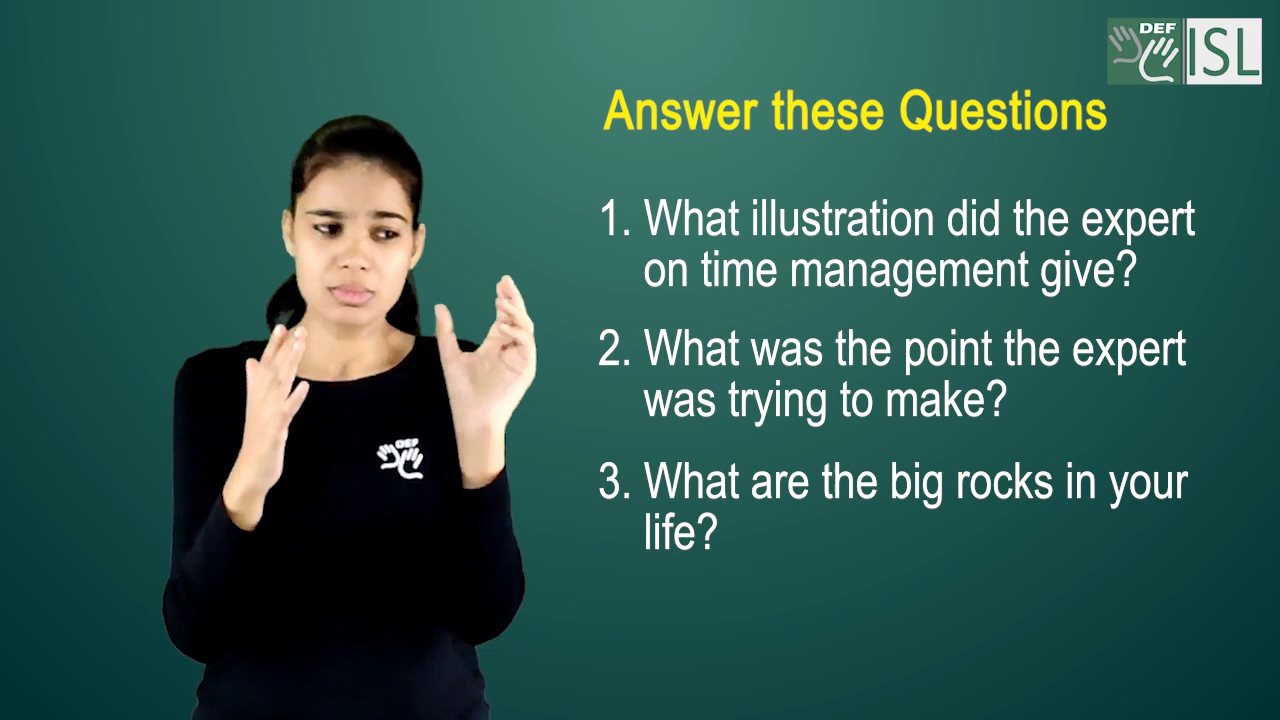 DEF
ISL
Answer these Questions
1. What illustration did the expert
on time management give?
2. What was the point the expert
was trying to make?
DEF
3. What are the big rocks in your
life?